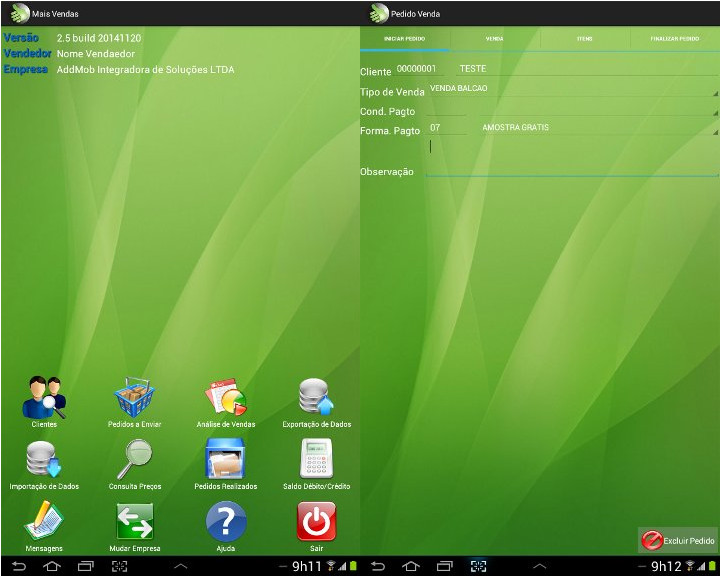 Mais Vendas
Versão 2.5 build 20141120
Vendedor Nome Vendaedor
Empresa AddMob Integradora de Soluções LTDA
Clientes Pedidos a Enviar Análise de Vendas Exportação de Dados
Importação de Dados Consulta Preços Pedidos Realizados Saldo Débito/Crédito
Mensagens Mudar Empresa Ajuda Sair
9h11
Pedido Venda
INICIAR PEDIDO VENDA ITENS FINALIZAR PEDIDO
Cliente 00000001 TESTE
Tipo de Venda VENDA BALCAO
Cond. Pagto
Forma. Pagto 07 AMOSTRA GRATIS
Observação
Excluir Pedido
9h12